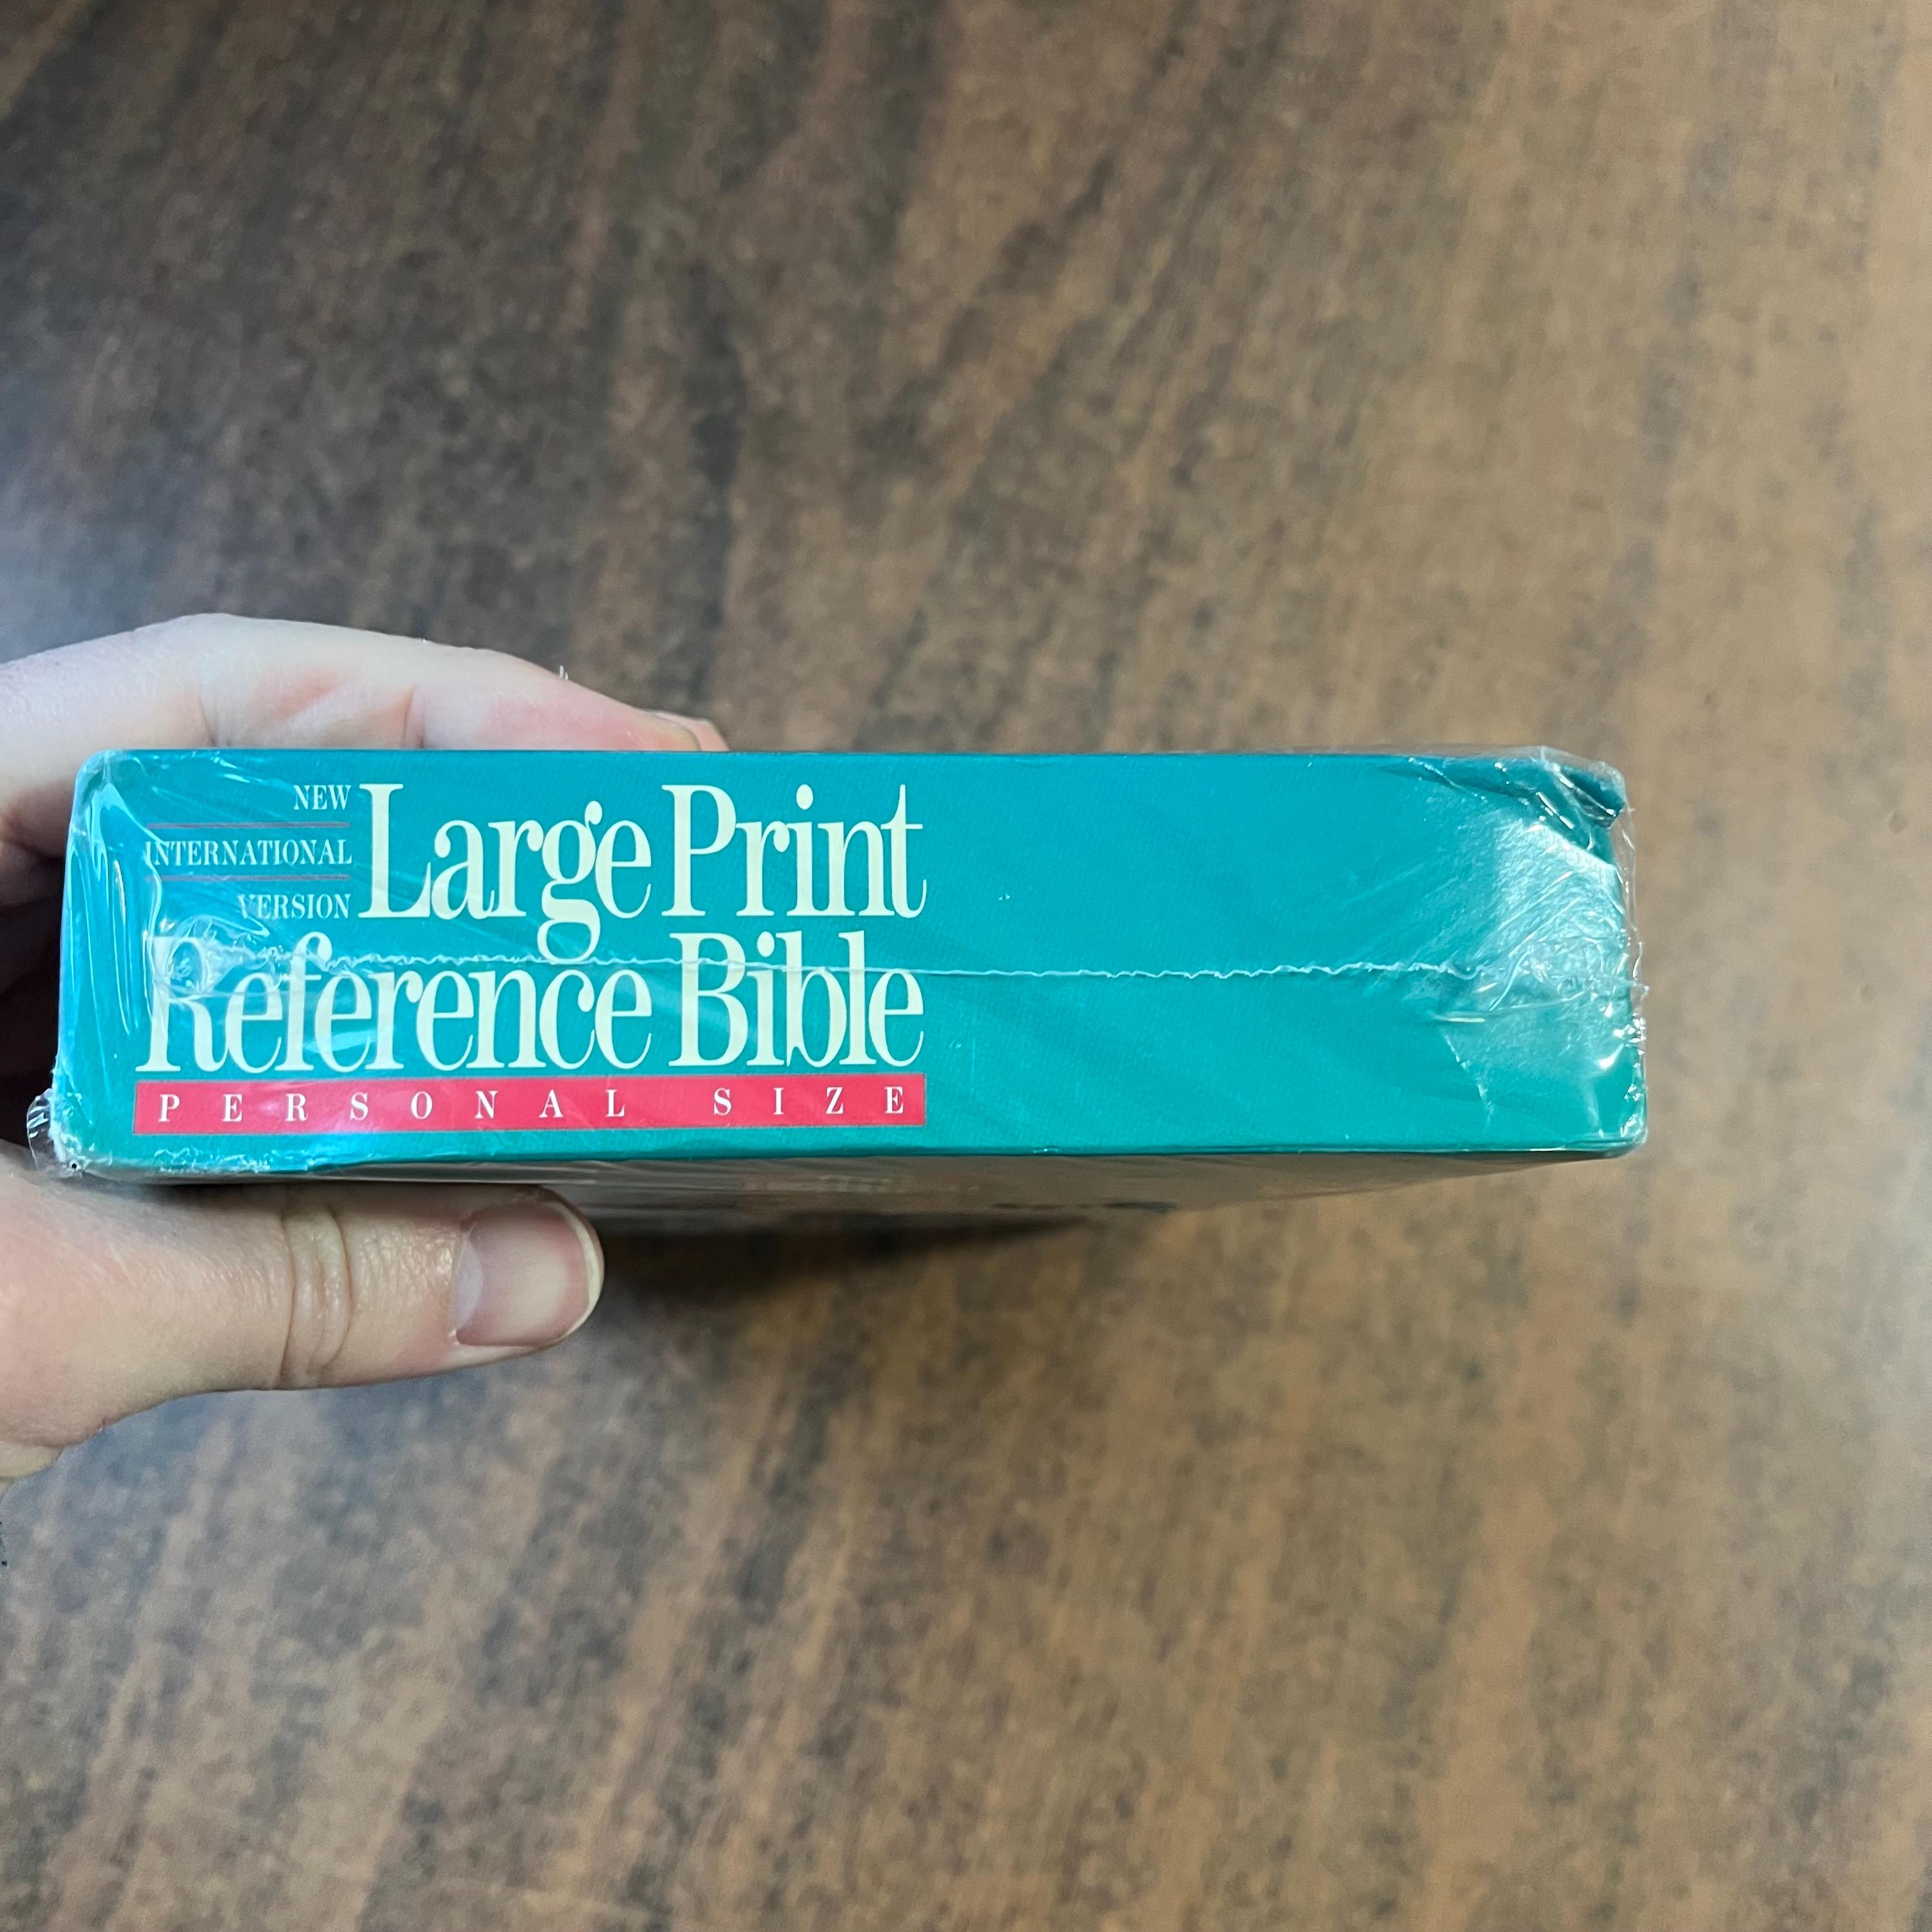 NEW
INTERNATIONAL
VERSION
Large Print
Reference Bible
PERSONAL SIZE